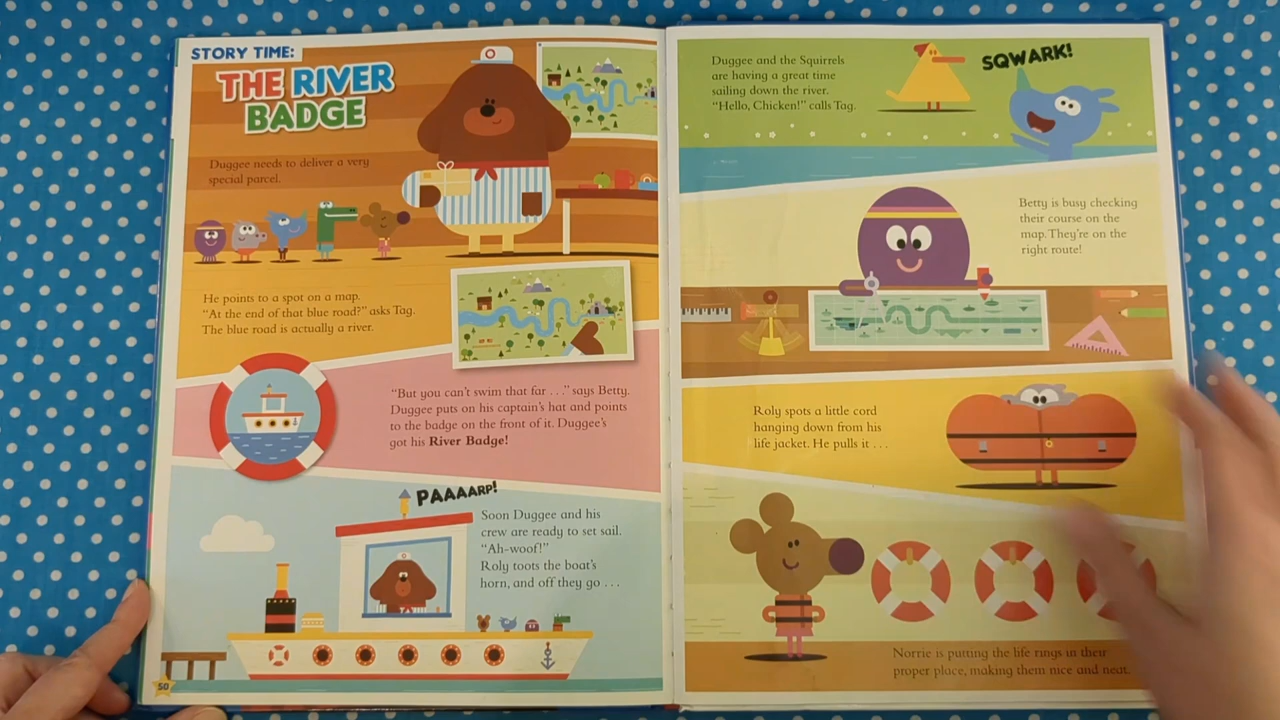 STORY TIME:
THE RIVER
BADGE
Duggee needs to deliver a very
special parcel.
He points to a spot on a map.
“At the end of that blue road?” asks Tag.
The blue road is actually a river.
“But you can’t swim that far . . .” says Betty.
Duggee puts on his captain’s hat and points
to the badge on the front of it. Duggee’s
got his River Badge!
PAAAARP!
Soon Duggee and his
crew are ready to set sail.
“Ah-woof!”
Roly toots the boat’s
horn, and off they go . . .
50
Duggee and the Squirrels
are having a great time
sailing down the river.
“Hello, Chicken!” calls Tag.
SQWARK!
Betty is busy checking
their course on the
map. They’re on the
right route!
Roly spots a little cord
hanging down from his
life jacket. He pulls it . . .
Norrie is putting the life rings in their
proper place, making them nice and neat.